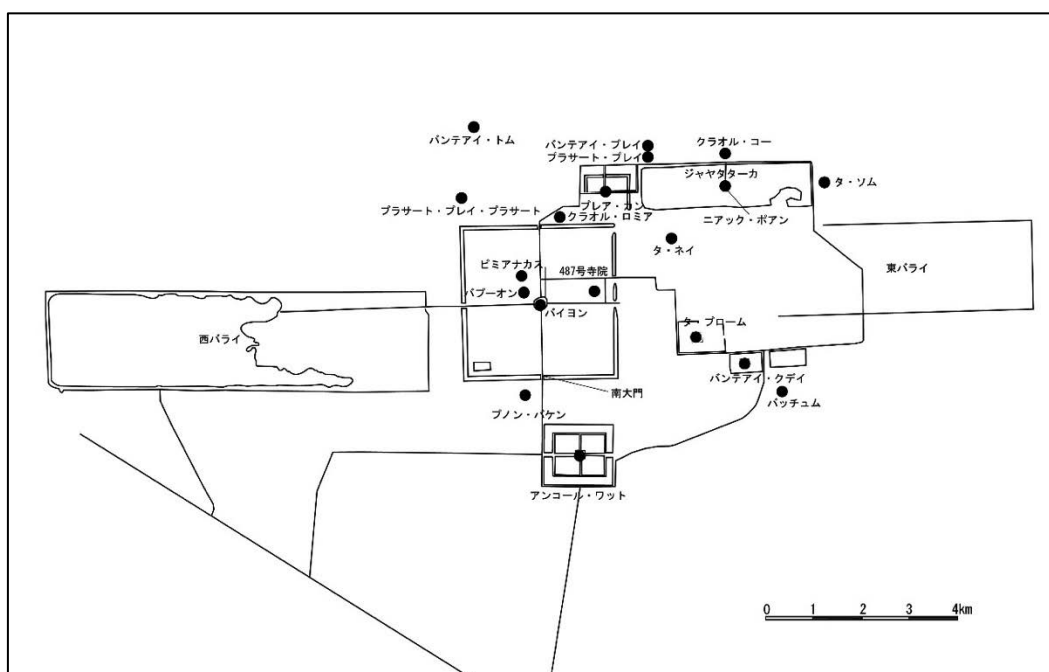 バンテアイ・トム
バンテアイ・プレイ
プラサート・プレイ
クラオル・コー
ジャヤタターカ
タ・ソム
プラサート・プレイ・プラサート
プレア・カン
クラオル・ロミア
ニアック・ポアン
タ・ネイ
東バライ
ピミアナカス
487号寺院
バプーオン
バイヨン
西バライ
タ・プローム
バンテアイ・クデイ
南大門
バッチュム
プノン・バケン
アンコール・ワット
0 1 2 3 4km